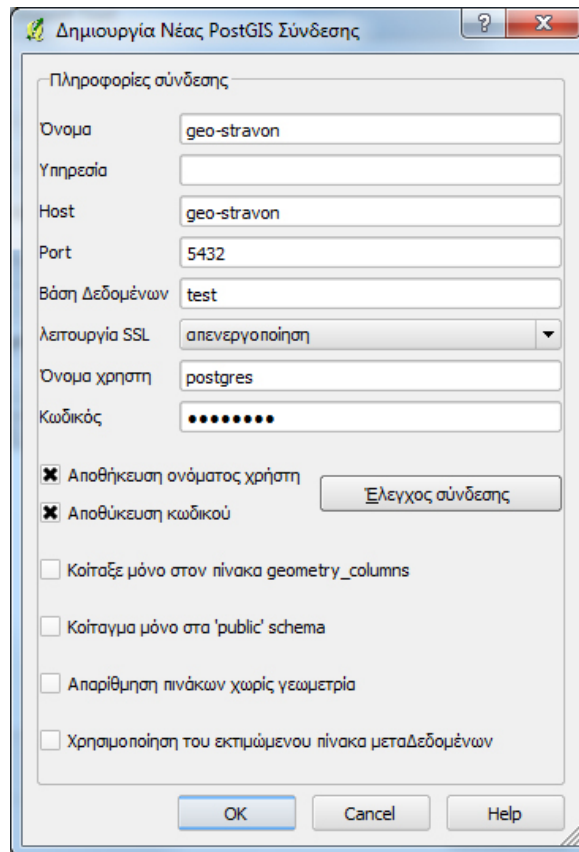 Δημιουργία Νέας PostGIS Σύνδεσης
Πληροφορίες σύνδεσης
Όνομα geo-stravon
Υπηρεσία
Host geo-stravon
Port 5432
Βάση Δεδομένων test
λειτουργία SSL απενεργοποίηση
Όνομα χρηστη postgres
Κωδικός ●●●●●●●●
Αποθήκευση ονόματος χρήστη
Έλεγχος σύνδεσης
Αποθύκευση κωδικού
Κοίταξε μόνο στον πίνακα geometry_columns
Κοίταγμα μόνο στα 'public' schema
Απαρίθμηση πινάκων χωρίς γεωμετρία
Χρησιμοποίηση του εκτιμώμενου πίνακα μεταΔεδομένων
OK Cancel Help